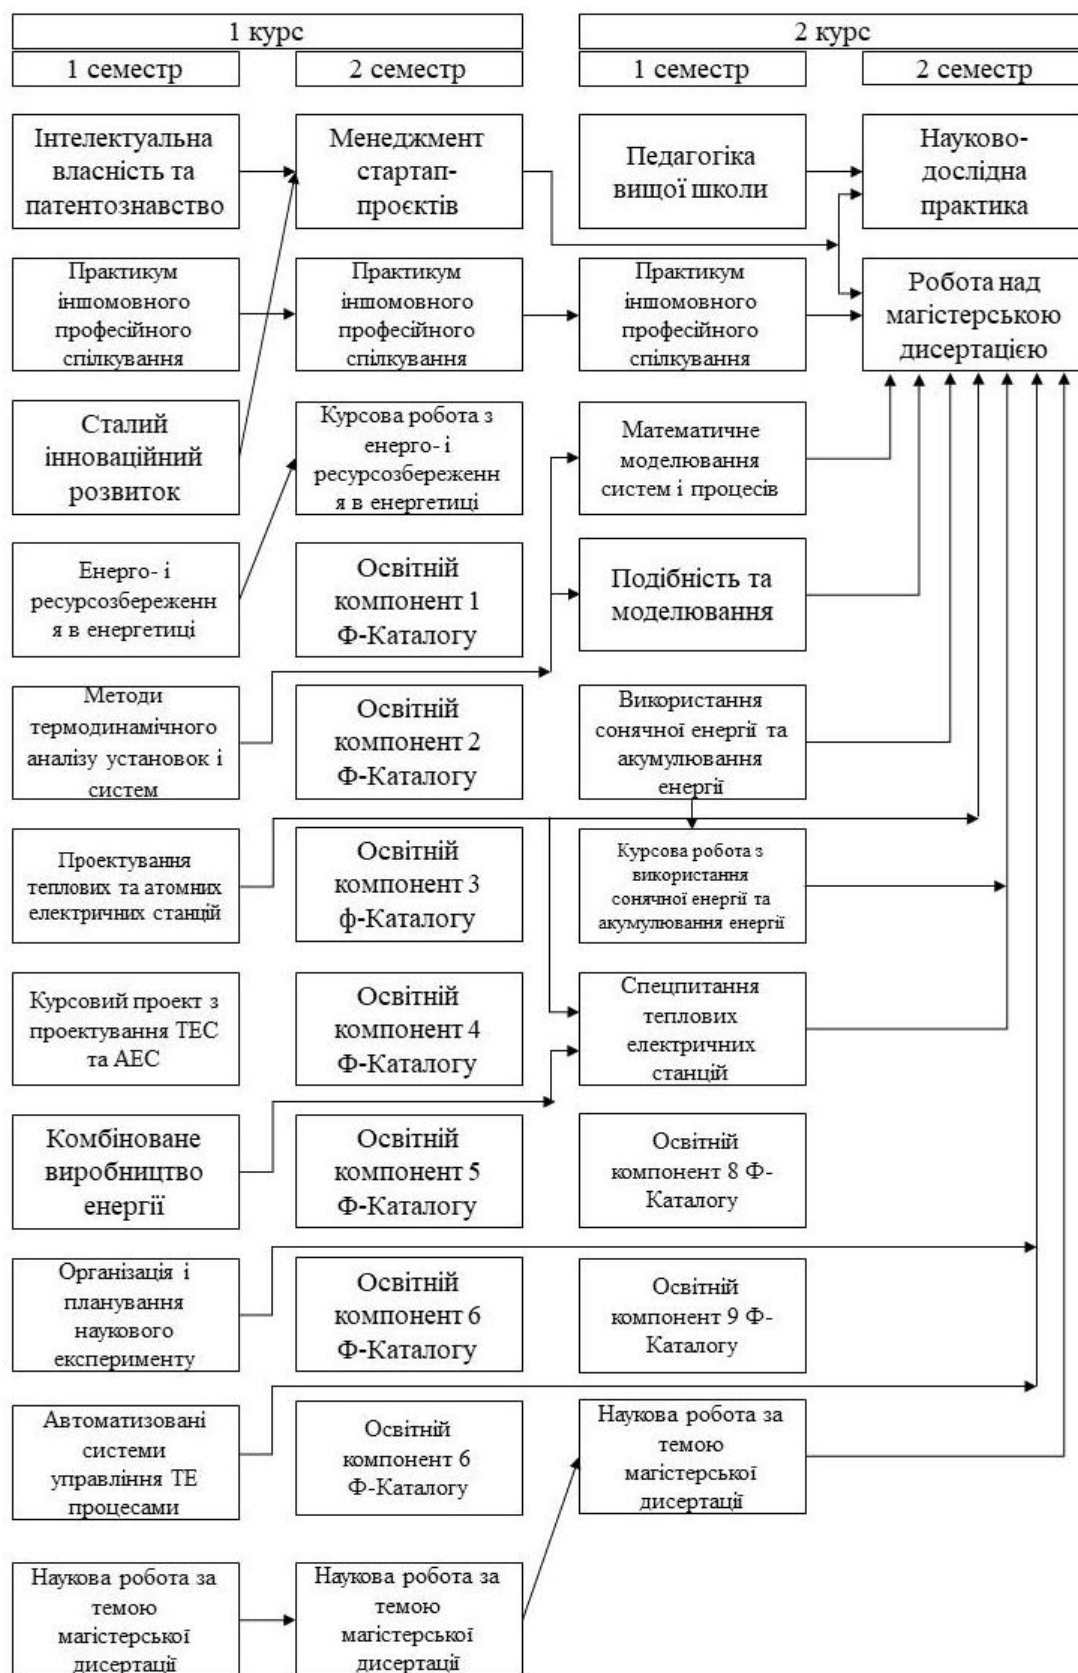 1 курс
2 курс
1 семестр
2 семестр
1 семестр
2 семестр
Інтелектуальна
власність та
патентознавство
Менеджмент
стартап-
проєктів
Педагогіка
вищої школи
Науково-
дослідна
практика
Практикум
іншомовного
професійного
спілкування
Практикум
іншомовного
професійного
спілкування
Практикум
іншомовного
професійного
спілкування
Робота над
магістерською
дисертацією
Сталий
інноваційний
розвиток
Курсова робота з
енерго- і
ресурсозбереженн
я в енергетиці
Математичне
моделювання
систем і процесів
Енерго- і
ресурсозбереженн
я в енергетиці
Освітній
компонент 1
Ф-Каталогу
Подібність та
моделювання
Методи
термодинамічного
аналізу установок і
систем
Освітній
компонент 2
Ф-Каталогу
Використання
сонячної енергії та
акумулювання
енергії
Проектування
теплових та атомних
електричних станцій
Освітній
компонент 3
ф-Каталогу
Курсова робота з
використання
сонячної енергії та
акумулювання енергії
Курсовий проект з
проектування ТЕС
та АЕС
Освітній
компонент 4
Ф-Каталогу
Спецпитання
теплових
електричних
станцій
Комбіноване
виробництво
енергії
Освітній
компонент 5
Ф-Каталогу
Освітній
компонент 8 Ф-
Каталогу
Організація і
планування
наукового
експерименту
Освітній
компонент 6
Ф-Каталогу
Освітній
компонент 9 Ф-
Каталогу
Автоматизовані
системи
управління ТЕ
процесами
Освітній
компонент 6
Ф-Каталогу
Наукова робота за
темою
магістерської
дисертації
Наукова робота за
темою
магістерської
дисертації
Наукова робота за
темою
магістерської
дисертації